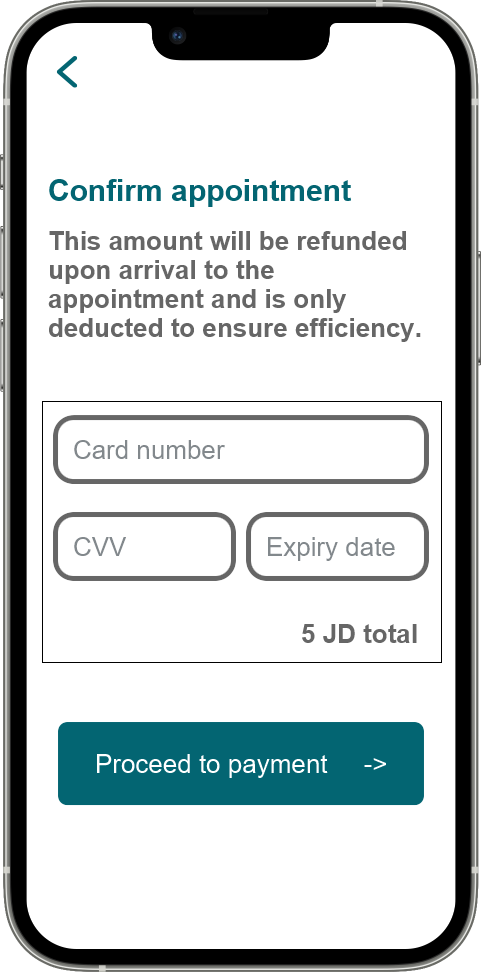 Confirm appointment
This amount will be refunded
upon arrival to the
appointment and is only
deducted to ensure efficiency.
Card number
CVV Expiry date
5 JD total
Proceed to payment ->